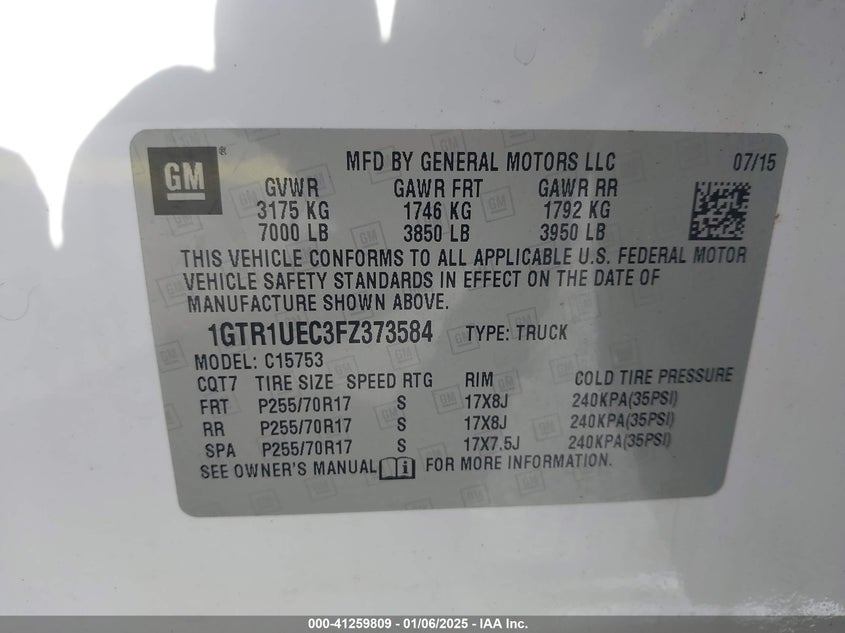 GM ® MFD BY GENERAL MOTORS LLC 07/15
GVWR GAWR FRT GAWR RR
3175 KG 1746 KG 1792 KG
7000 LB 3850 LB 3950 LB
THIS VEHICLE CONFORMS TO ALL APPLICABLE U.S. FEDERAL MOTOR
VEHICLE SAFETY STANDARDS IN EFFECT ON THE DATE OF
MANUFACTURE SHOWN ABOVE.
1GTR1UEC3FZ373584 TYPE: TRUCK
MODEL: C15753
CQT7 TIRE SIZE SPEED RTG RIM COLD TIRE PRESSURE
FRT P255/70R17 S 17X8J 240KPA(35PSI)
RR P255/70R17 S 17X8J 240KPA(35PSI)
SPA P255/70R17 S 17X7.5J 240KPA(35PSI)
SEE OWNER'S MANUAL FOR MORE INFORMATION.
000-41259809 - 01/06/2025 - IAA Inc.